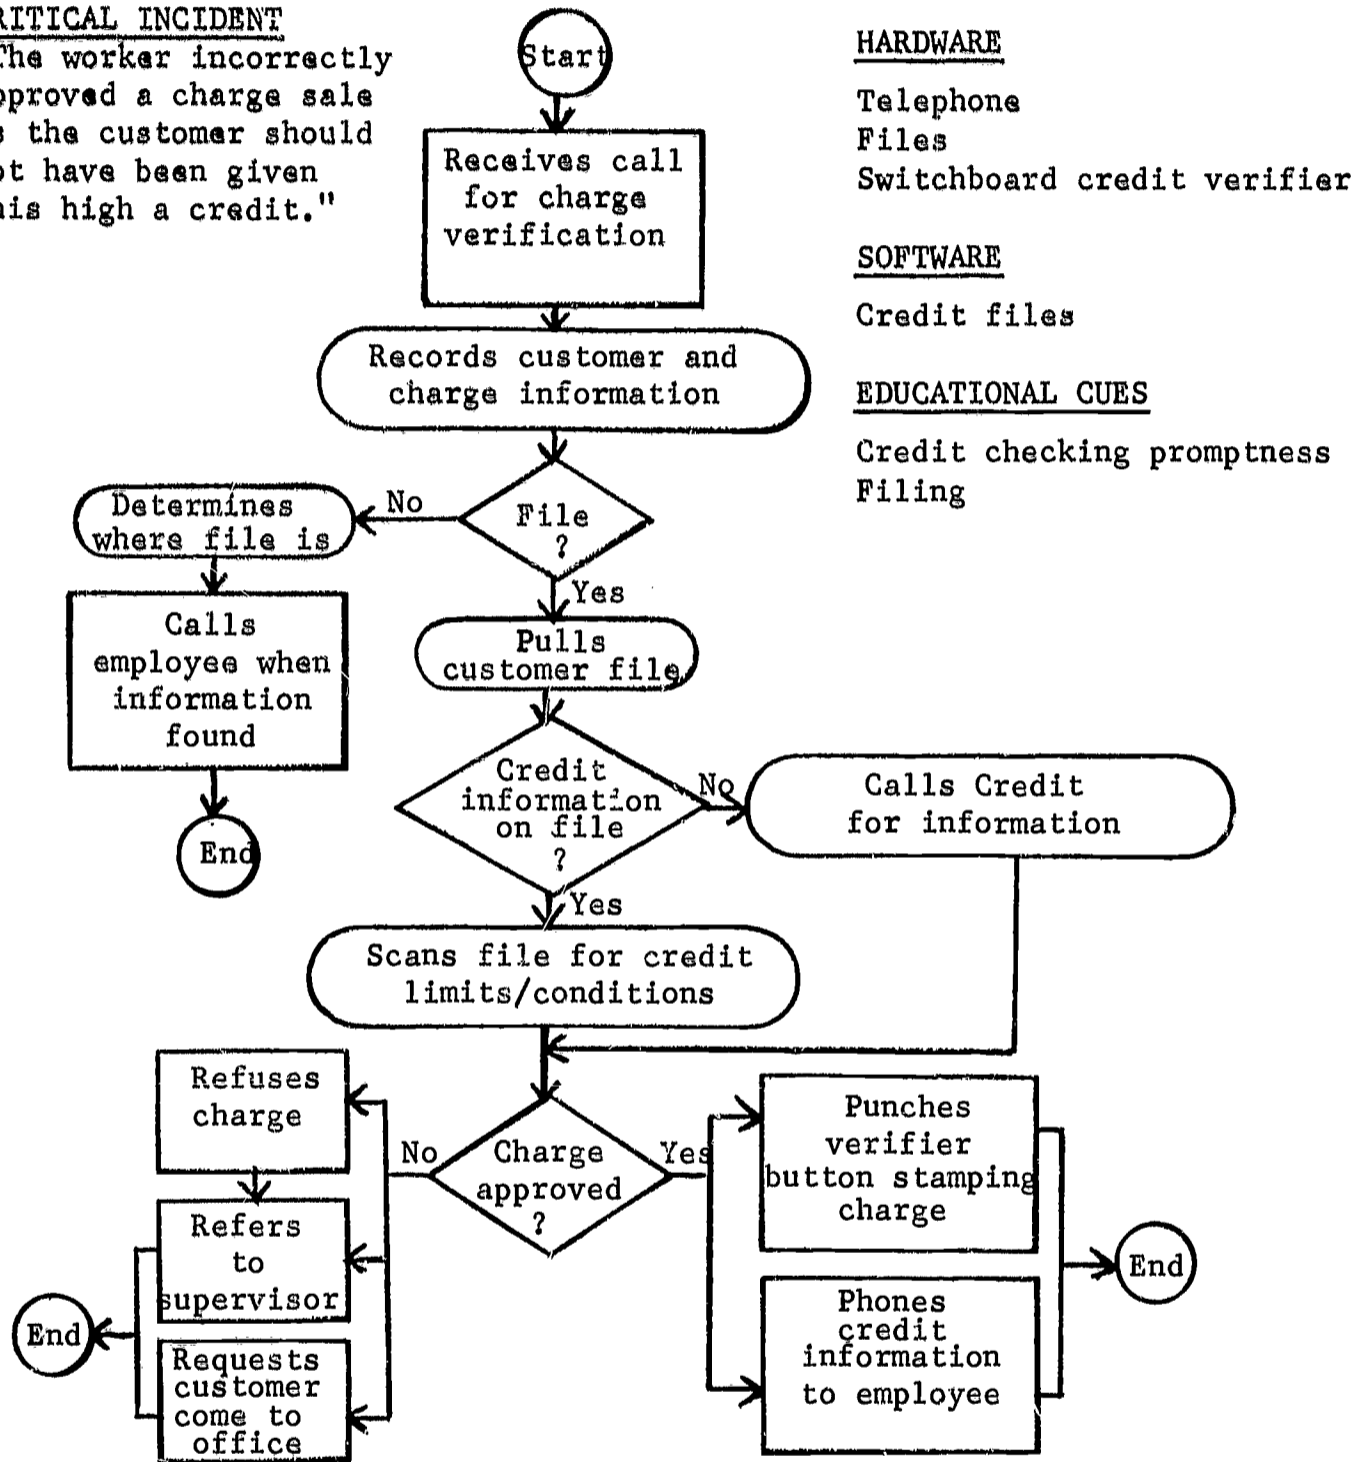 RITICAL INCIDENT
The worker incorrectly
pproved a charge sale
s the customer should
ot have been given
his high a credit."
Start
HARDWARE
Telephone
Files
Switchboard credit verifier
SOFTWARE
Credit files
EDUCATIONAL CUES
Credit checking promptness
Filing
Receives call
for charge
verification
Records customer and
charge information
File
?
No
Determines
where file is
Calls
employee when
information
found
End
Yes
Pulls
customer file
Credit
information
on file
?
No
Calls Credit
for information
Yes
Scans file for credit
limits/conditions
Charge
approved
?
No
Refuses
charge
Refers
to
supervisor
Requests
customer
come to
office
End
Yes
Punches
verifier
button stamping
charge
Phones
credit
information
to employee
End